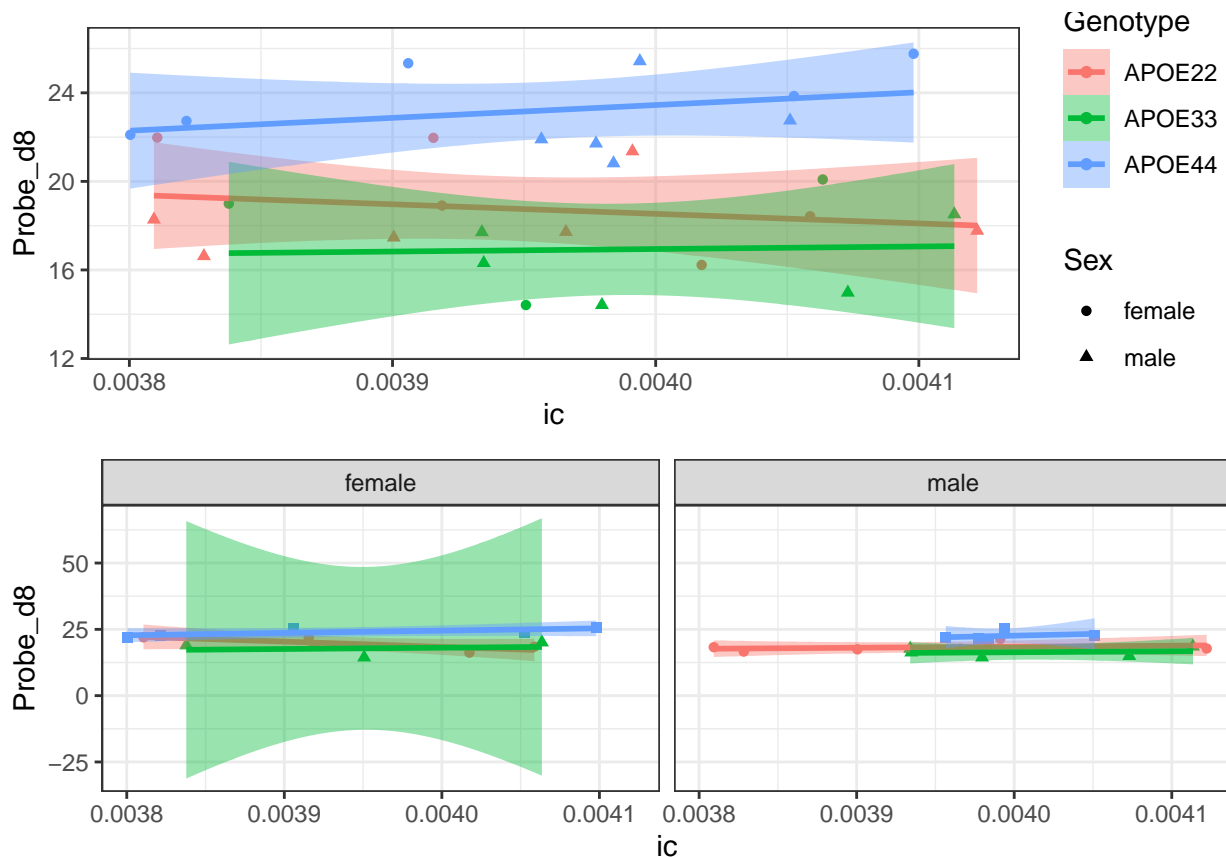 Genotype
APOE22
APOE33
APOE44
Sex
female
male
Probe_d8
24
20
16
12
0.0038 0.0039 0.0040 0.0041
ic
female male
Probe_d8
50
25
0
−25
0.0038 0.0039 0.0040 0.0041 0.0038 0.0039 0.0040 0.0041
ic